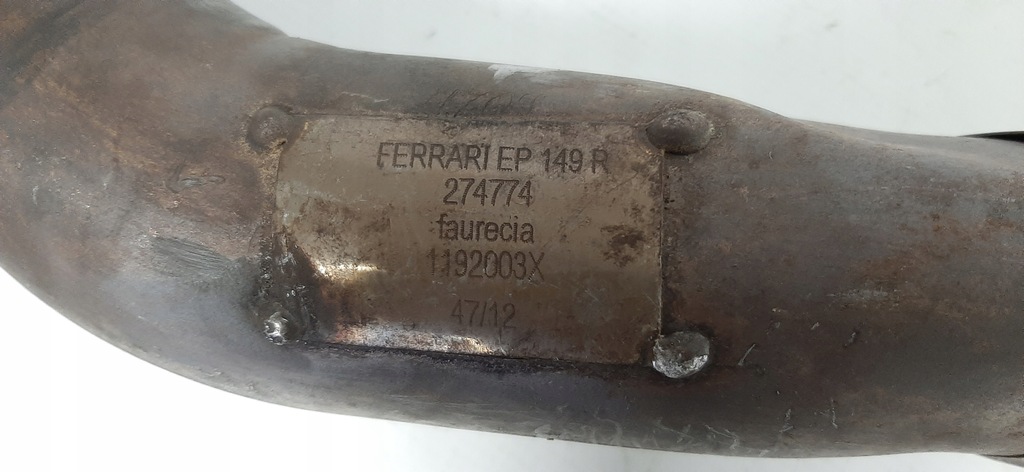 FERRARI EP 149 R
274774
faurecia
1192003X
47/12